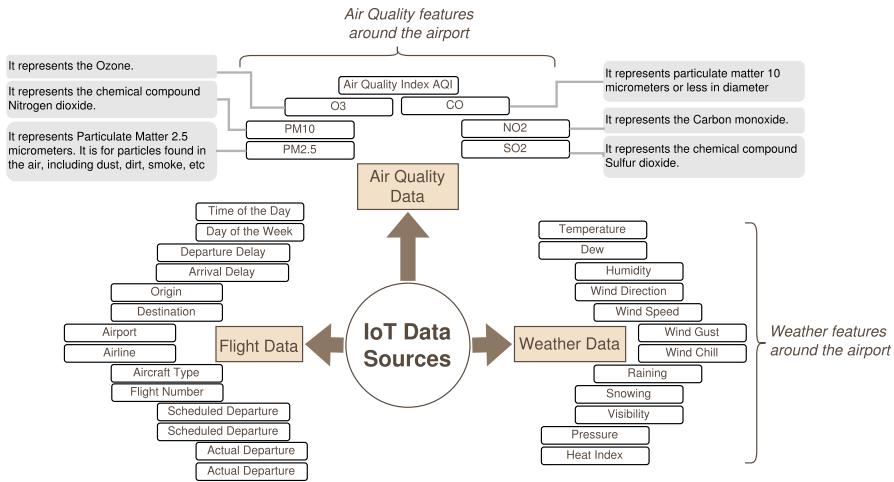 Air Quality features
around the airport
It represents the Ozone.
It represents the chemical compound
Nitrogen dioxide.
It represents Particulate Matter 2.5
micrometers. It is for particles found in
the air, including dust, dirt, smoke, etc
Air Quality Index AQI
O3
CO
PM10
NO2
PM2.5
SO2
It represents particulate matter 10
micrometers or less in diameter
It represents the Carbon monoxide.
It represents the chemical compound
Sulfur dioxide.
Air Quality
Data
Time of the Day
Day of the Week
Departure Delay
Arrival Delay
Origin
Destination
Airport
Airline
Aircraft Type
Flight Number
Scheduled Departure
Scheduled Departure
Actual Departure
Actual Departure
Flight Data
IoT Data
Sources
Weather Data
Temperature
Dew
Humidity
Wind Direction
Wind Speed
Wind Gust
Wind Chill
Raining
Snowing
Visibility
Pressure
Heat Index
Weather features
around the airport